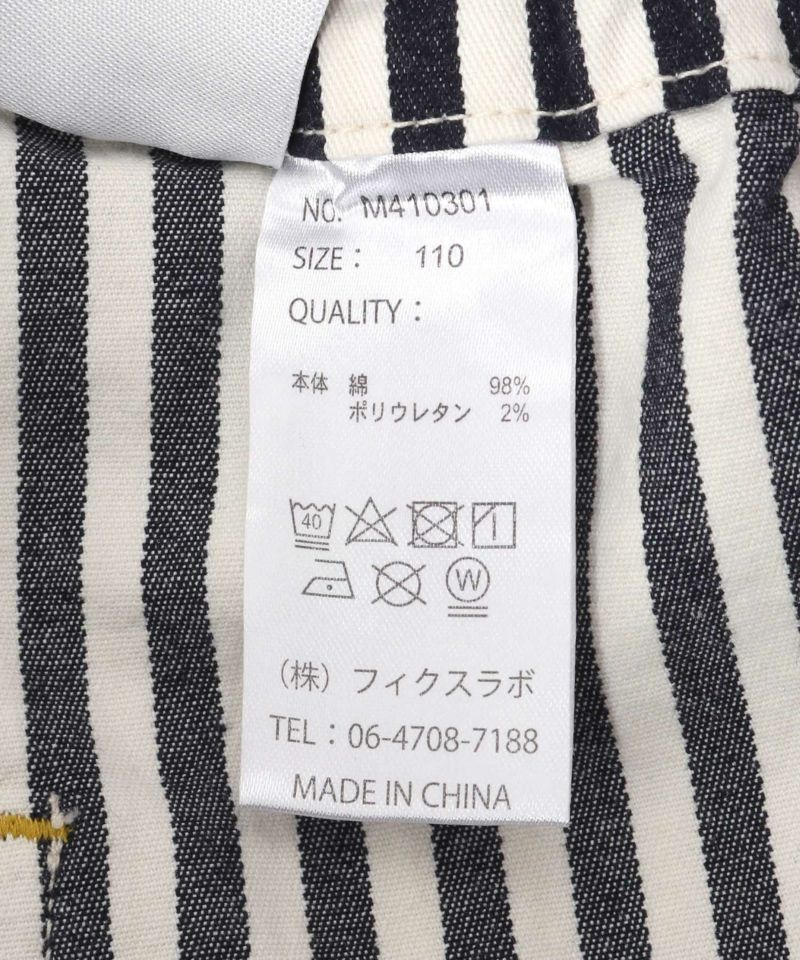 NO. M410301
SIZE： 110
QUALITY：
本体 綿 98%
ポリウレタン 2%
40
W
（株）フィクスラボ
TEL：06-4708-7188
MADE IN CHINA